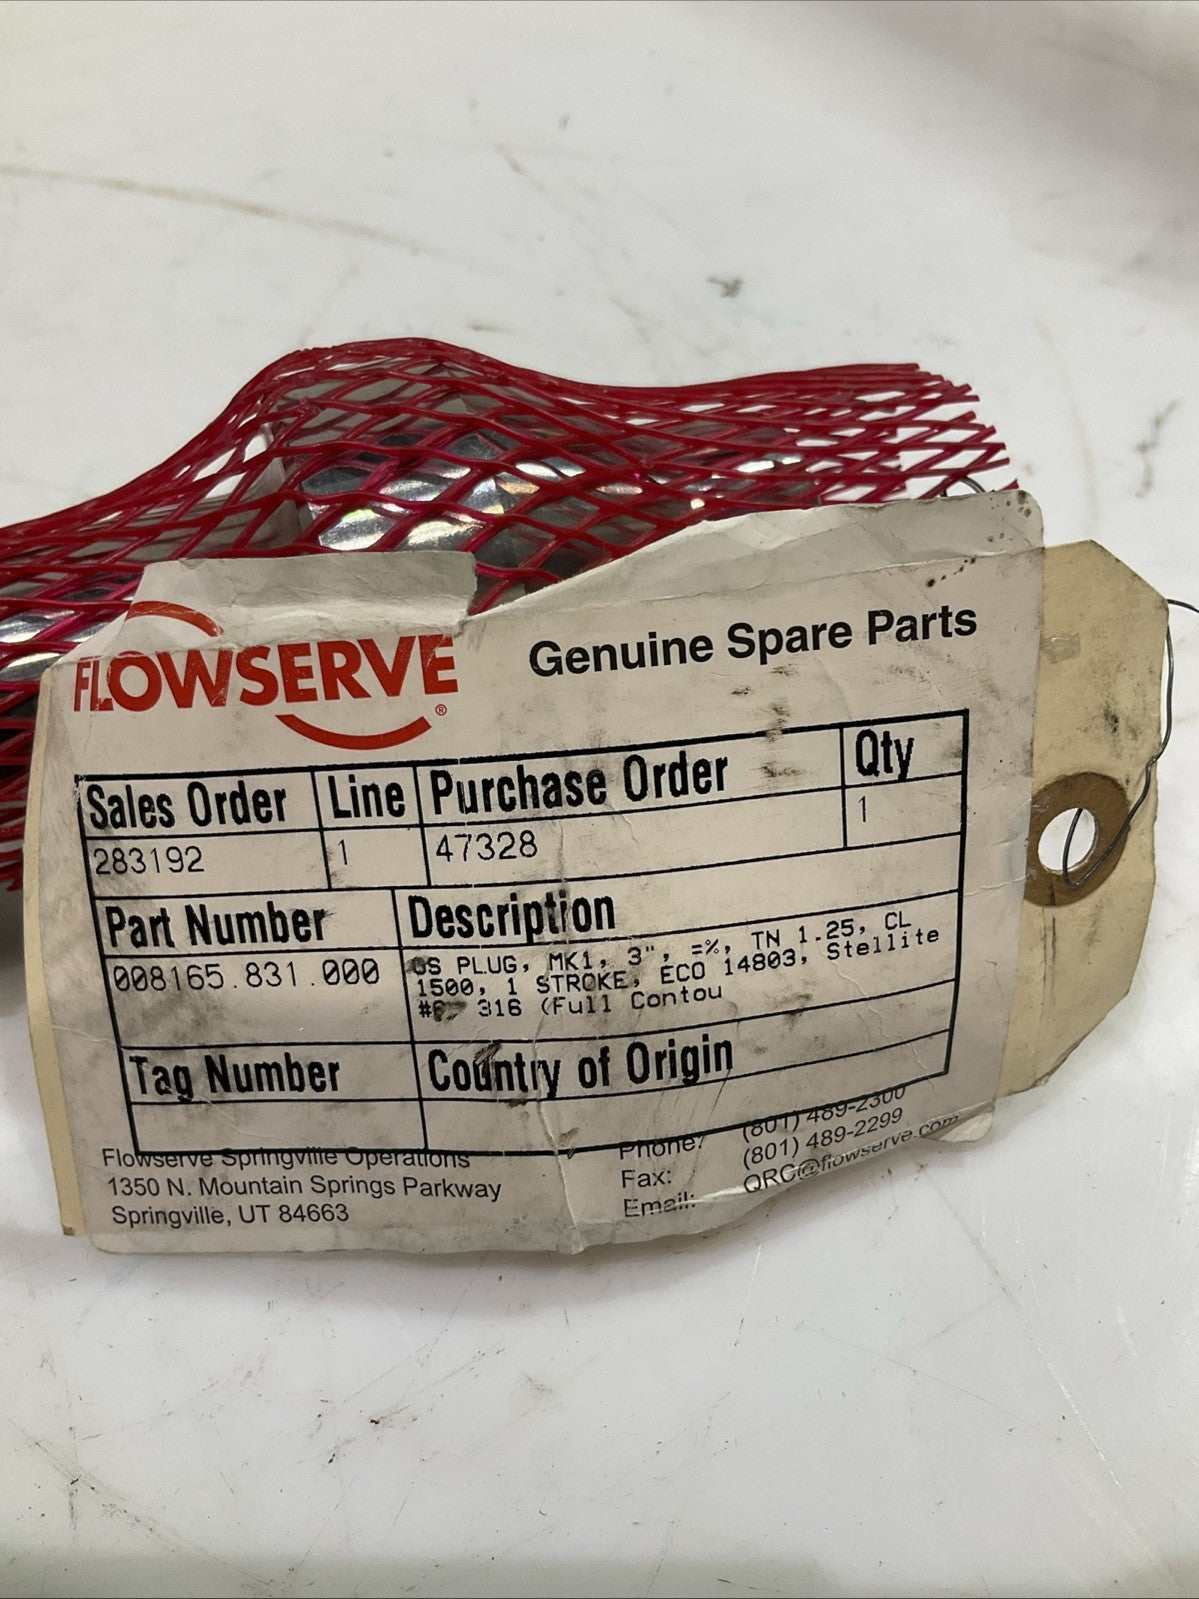 FLOWSERVE®
Genuine Spare Parts
Sales Order Line Purchase Order Qty
283192 1 47328 1
Part Number Description
008165.831.000 PLUG, MK1, 3", =%, TN 1.25, CL
1500, 1 STROKE, ECO 14803, Stellite
316 (Full Contou
Tag Number Country of Origin
Flowserve Springville Operations
1350 N. Mountain Springs Parkway
Springville, UT 84663
Phone: (801) 489-2300
Fax: (801) 489-2299
Email: QRC@flowserve.com